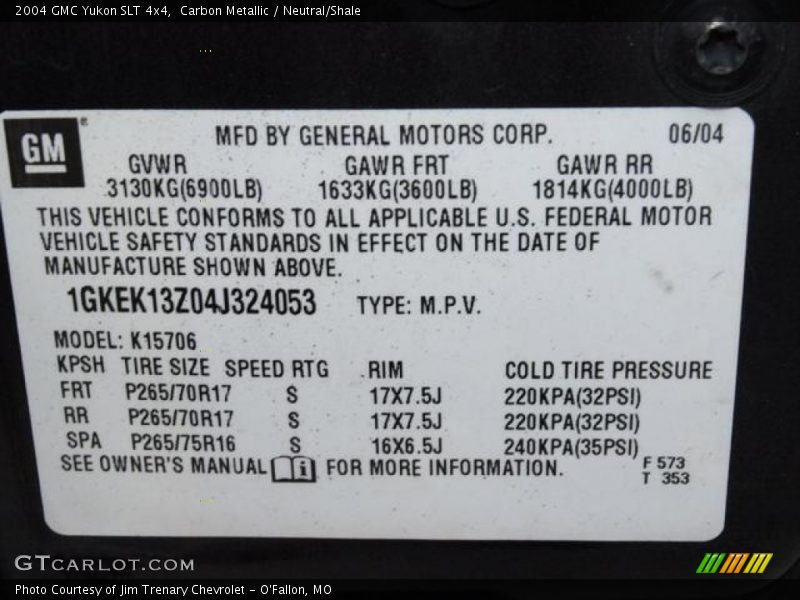 2004 GMC Yukon SLT 4x4,  Carbon Metallic / Neutral/Shale
GM®
MFD BY GENERAL MOTORS CORP. 06/04
GVWR GAWR FRT GAWR RR
3130KG(6900LB) 1633KG(3600LB) 1814KG(4000LB)
THIS VEHICLE CONFORMS TO ALL APPLICABLE U.S. FEDERAL MOTOR
VEHICLE SAFETY STANDARDS IN EFFECT ON THE DATE OF
MANUFACTURE SHOWN ABOVE.
1GKEK13Z04J324053 TYPE: M.P.V.
MODEL: K15706
KPSH TIRE SIZE SPEED RTG RIM COLD TIRE PRESSURE
FRT P265/70R17 S 17X7.5J 220KPA(32PSI)
RR P265/70R17 S 17X7.5J 220KPA(32PSI)
SPA P265/75R16 S 16X6.5J 240KPA(35PSI)
SEE OWNER'S MANUAL i FOR MORE INFORMATION.
F 573
T 353
GTCARLOT.COM
Photo Courtesy of Jim Trenary Chevrolet - O'Fallon, MO